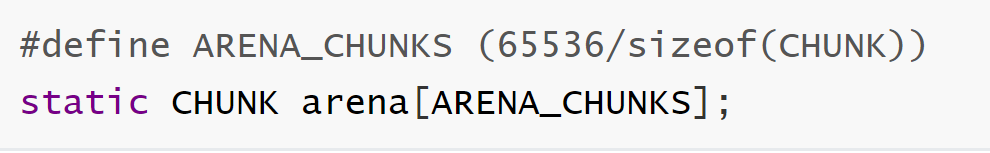 #define ARENA_CHUNKS (65536/sizeof(CHUNK))
static CHUNK arena[ARENA_CHUNKS];